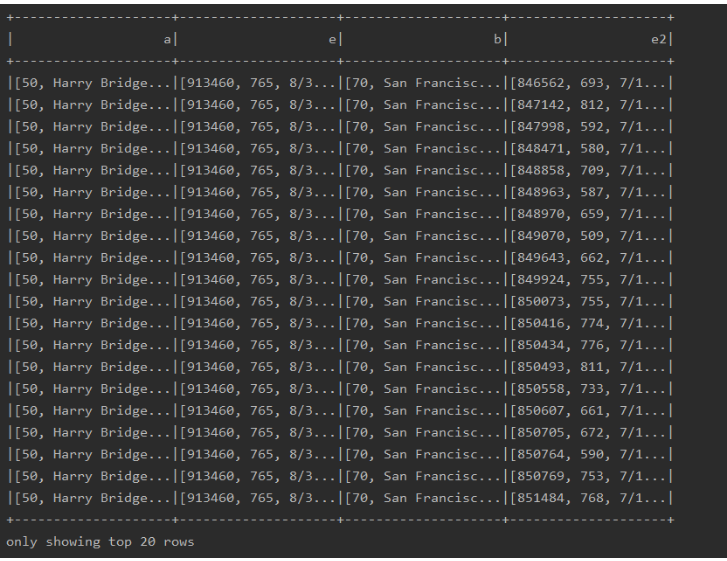 +--------------------+--------------------+--------------------+--------------------+
|                   a|                   e|                   b|                  e2|
+--------------------+--------------------+--------------------+--------------------+
|[50, Harry Bridge...|[913460, 765, 8/3...|[70, San Francisc...|[846562, 693, 7/1...|
|[50, Harry Bridge...|[913460, 765, 8/3...|[70, San Francisc...|[847142, 812, 7/1...|
|[50, Harry Bridge...|[913460, 765, 8/3...|[70, San Francisc...|[847998, 592, 7/1...|
|[50, Harry Bridge...|[913460, 765, 8/3...|[70, San Francisc...|[848471, 580, 7/1...|
|[50, Harry Bridge...|[913460, 765, 8/3...|[70, San Francisc...|[848858, 709, 7/1...|
|[50, Harry Bridge...|[913460, 765, 8/3...|[70, San Francisc...|[848963, 587, 7/1...|
|[50, Harry Bridge...|[913460, 765, 8/3...|[70, San Francisc...|[848970, 659, 7/1...|
|[50, Harry Bridge...|[913460, 765, 8/3...|[70, San Francisc...|[849070, 509, 7/1...|
|[50, Harry Bridge...|[913460, 765, 8/3...|[70, San Francisc...|[849643, 662, 7/1...|
|[50, Harry Bridge...|[913460, 765, 8/3...|[70, San Francisc...|[849924, 755, 7/1...|
|[50, Harry Bridge...|[913460, 765, 8/3...|[70, San Francisc...|[850073, 755, 7/1...|
|[50, Harry Bridge...|[913460, 765, 8/3...|[70, San Francisc...|[850416, 774, 7/1...|
|[50, Harry Bridge...|[913460, 765, 8/3...|[70, San Francisc...|[850434, 776, 7/1...|
|[50, Harry Bridge...|[913460, 765, 8/3...|[70, San Francisc...|[850493, 811, 7/1...|
|[50, Harry Bridge...|[913460, 765, 8/3...|[70, San Francisc...|[850558, 733, 7/1...|
|[50, Harry Bridge...|[913460, 765, 8/3...|[70, San Francisc...|[850607, 661, 7/1...|
|[50, Harry Bridge...|[913460, 765, 8/3...|[70, San Francisc...|[850705, 672, 7/1...|
|[50, Harry Bridge...|[913460, 765, 8/3...|[70, San Francisc...|[850764, 590, 7/1...|
|[50, Harry Bridge...|[913460, 765, 8/3...|[70, San Francisc...|[850769, 753, 7/1...|
|[50, Harry Bridge...|[913460, 765, 8/3...|[70, San Francisc...|[851484, 768, 7/1...|
+--------------------+--------------------+--------------------+--------------------+
only showing top 20 rows